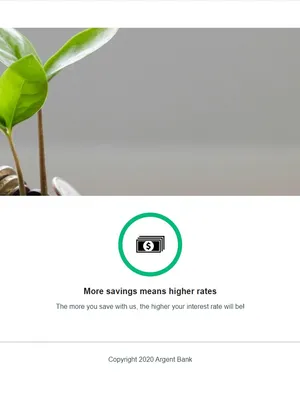 More savings means higher rates
The more you save with us, the higher your interest rate will be!
Copyright 2020 Argent Bank